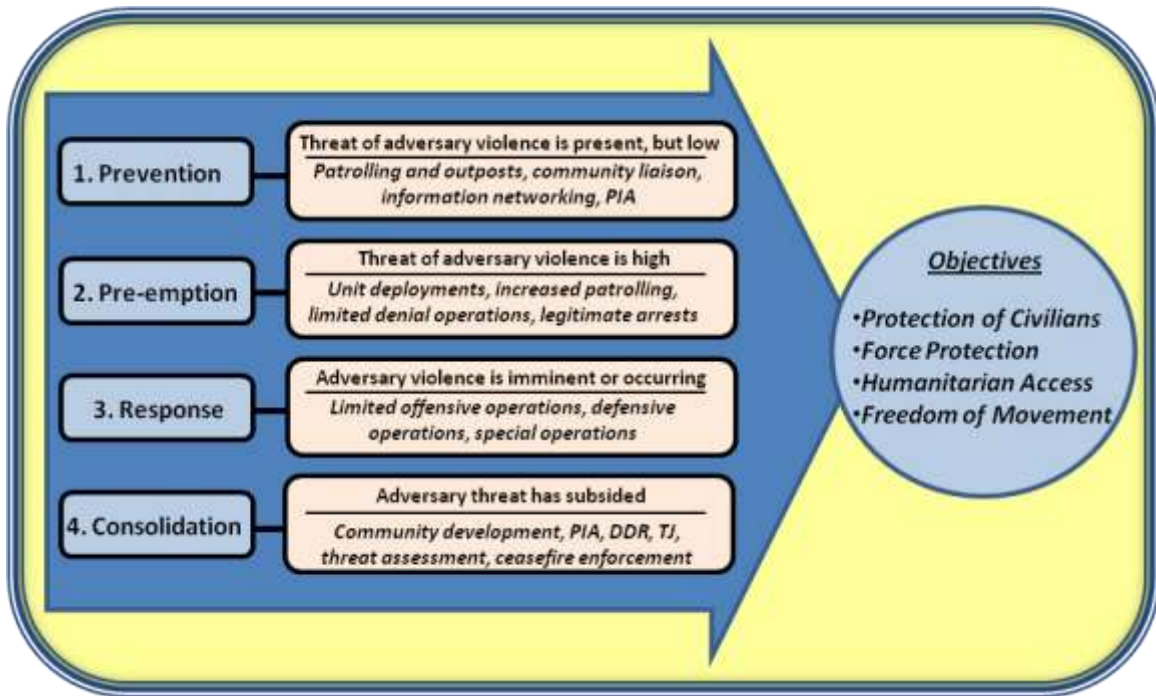 1. Prevention
Threat of adversary violence is present, but low
Patrolling and outposts, community liaison,
information networking, PIA
2. Pre-emption
Threat of adversary violence is high
Unit deployments, increased patrolling,
limited denial operations, legitimate arrests
3. Response
Adversary violence is imminent or occurring
Limited offensive operations, defensive
operations, special operations
4. Consolidation
Adversary threat has subsided
Community development, PIA, DDR, TJ,
threat assessment, ceasefire enforcement
Objectives
•Protection of Civilians
•Force Protection
•Humanitarian Access
•Freedom of Movement